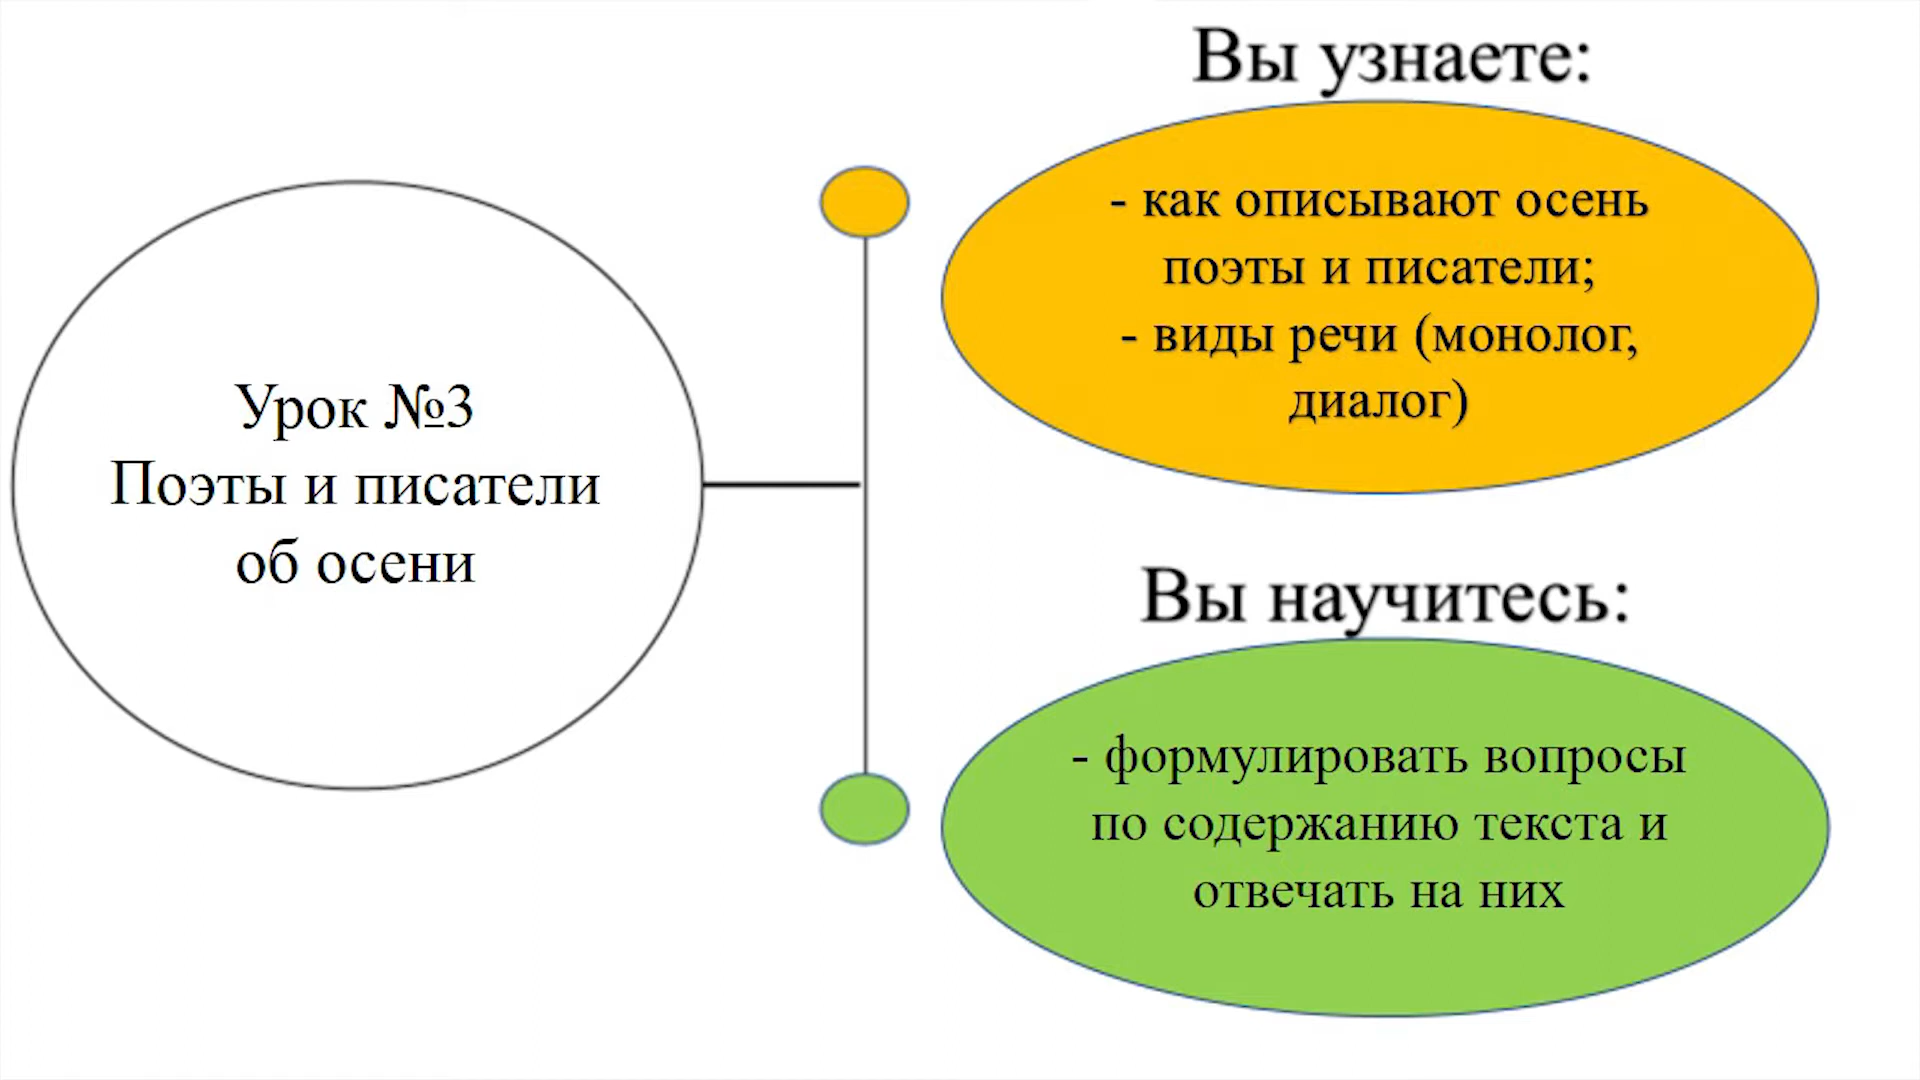 Урок №3
Поэты и писатели
об осени
Вы узнаете:
- как описывают осень
поэты и писатели;
- виды речи (монолог,
диалог)
Вы научитесь:
- формулировать вопросы
по содержанию текста и
отвечать на них